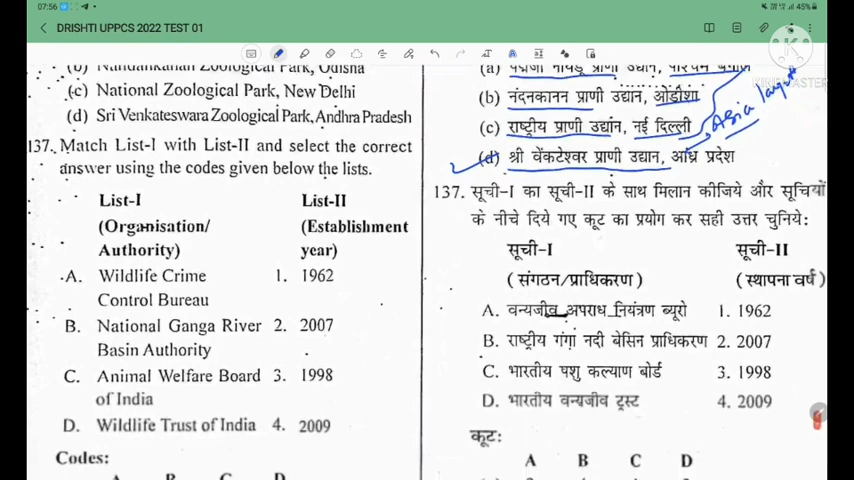 07:56
45%
DRISHTI UPPCS 2022 TEST 01
(b) Nandankanan Zoological Park, Odisha
(c) National Zoological Park, New Delhi
(d) Sri Venkateswara Zoological Park, Andhra Pradesh
137. Match List-I with List-II and select the correct
answer using the codes given below the lists.
List-I List-II
(Organisation/ (Establishment
Authority) year)
A. Wildlife Crime 1. 1962
Control Bureau
B. National Ganga River 2. 2007
Basin Authority
C. Animal Welfare Board 3. 1998
of India
D. Wildlife Trust of India 4. 2009
Codes:
A B C D
(a) पद्मजा नायडू प्राणी उद्यान, पश्चिम बंगाल
(b) नंदनकानन प्राणी उद्यान, ओडीशा
(c) राष्ट्रीय प्राणी उद्यान, नई दिल्ली
(d) श्री वेंकटेश्वर प्राणी उद्यान, आंध्र प्रदेश
Asia
KINEMASTER
137. सूची-I का सूची-II के साथ मिलान कीजिये और सूचियों
के नीचे दिये गए कूट का प्रयोग कर सही उत्तर चुनिये:
सूची-I सूची-II
(संगठन/प्राधिकरण) (स्थापना वर्ष)
A. वन्यजीव अपराध नियंत्रण ब्यूरो 1. 1962
B. राष्ट्रीय गंगा नदी बेसिन प्राधिकरण 2. 2007
C. भारतीय पशु कल्याण बोर्ड 3. 1998
D. भारतीय वन्यजीव ट्रस्ट 4. 2009
कूट:
A B C D